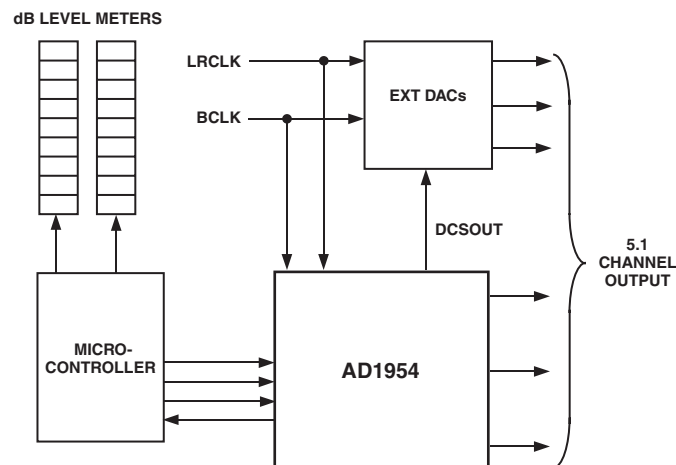 dB LEVEL METERS
LRCLK
BCLK
EXT DACs
DCSOUT
5.1
CHANNEL
OUTPUT
MICRO-
CONTROLLER
AD1954